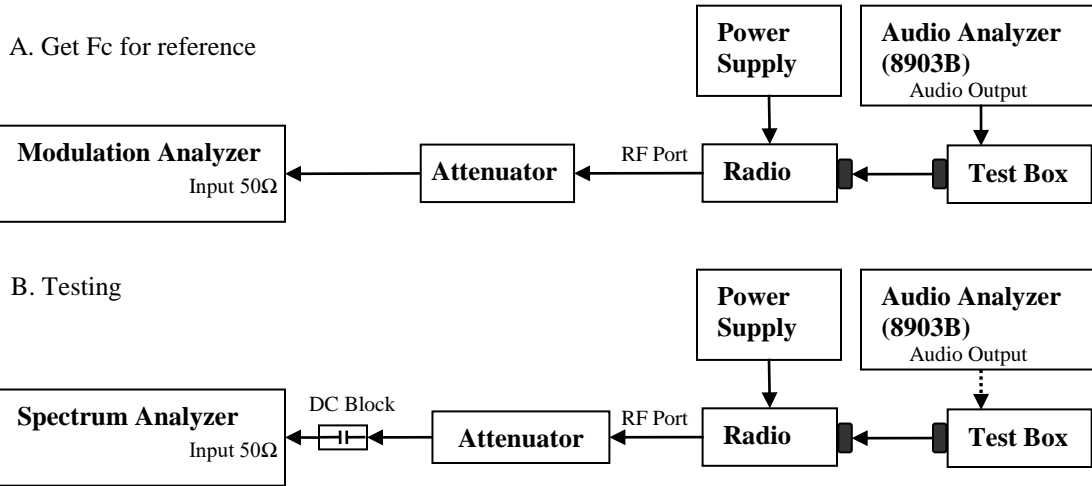 A. Get Fc for reference
Power
Supply
Audio Analyzer
(8903B)
Audio Output
Modulation Analyzer
Input 50Ω
Attenuator
RF Port
Radio
Test Box
B. Testing
Power
Supply
Audio Analyzer
(8903B)
Audio Output
Spectrum Analyzer
Input 50Ω
DC Block
Attenuator
RF Port
Radio
Test Box